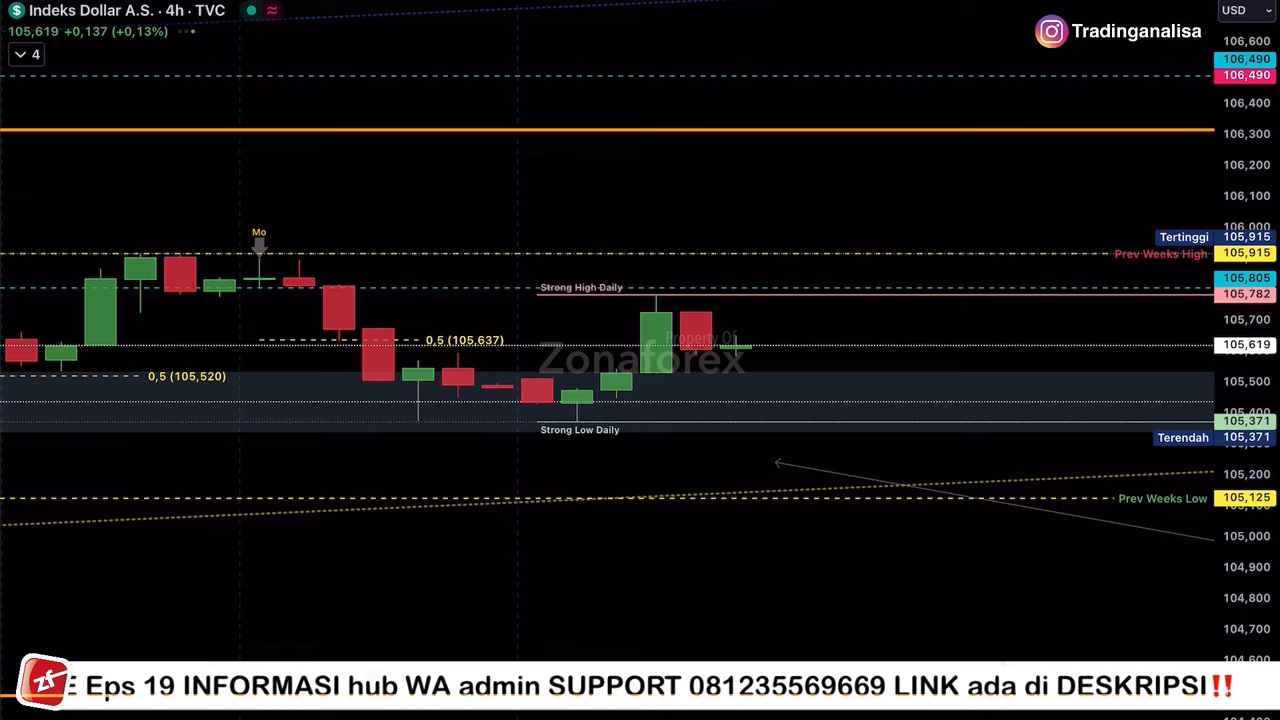 $ Indeks Dollar A.S. · 4h · TVC
105,619 +0,137 (+0,13%)
4
Tradinganalisa
USD
106,600
106,490
106,490
106,400
106,300
106,200
106,100
106,000
Mo
Tertinggi 105,915
Prev Weeks High 105,915
105,805
Strong High Daily
105,782
105,700
0,5 (105,637)
Property Of
Zonaforex
105,619
0,5 (105,520)
105,500
105,400
105,371
Strong Low Daily
Terendah 105,371
105,200
Prev Weeks Low 105,125
105,000
104,900
104,800
104,700
104,600
zf
E Eps 19 INFORMASI hub WA admin SUPPORT 081235569669 LINK ada di DESKRIPSI‼️